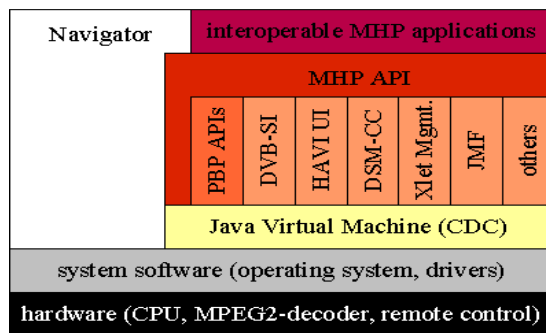 Navigator
interoperable MHP applications
MHP API
PBP APIs
DVB-SI
HAVI UI
DSM-CC
Xlet Mgmt.
JMF
others
Java Virtual Machine (CDC)
system software (operating system, drivers)
hardware (CPU, MPEG2-decoder, remote control)